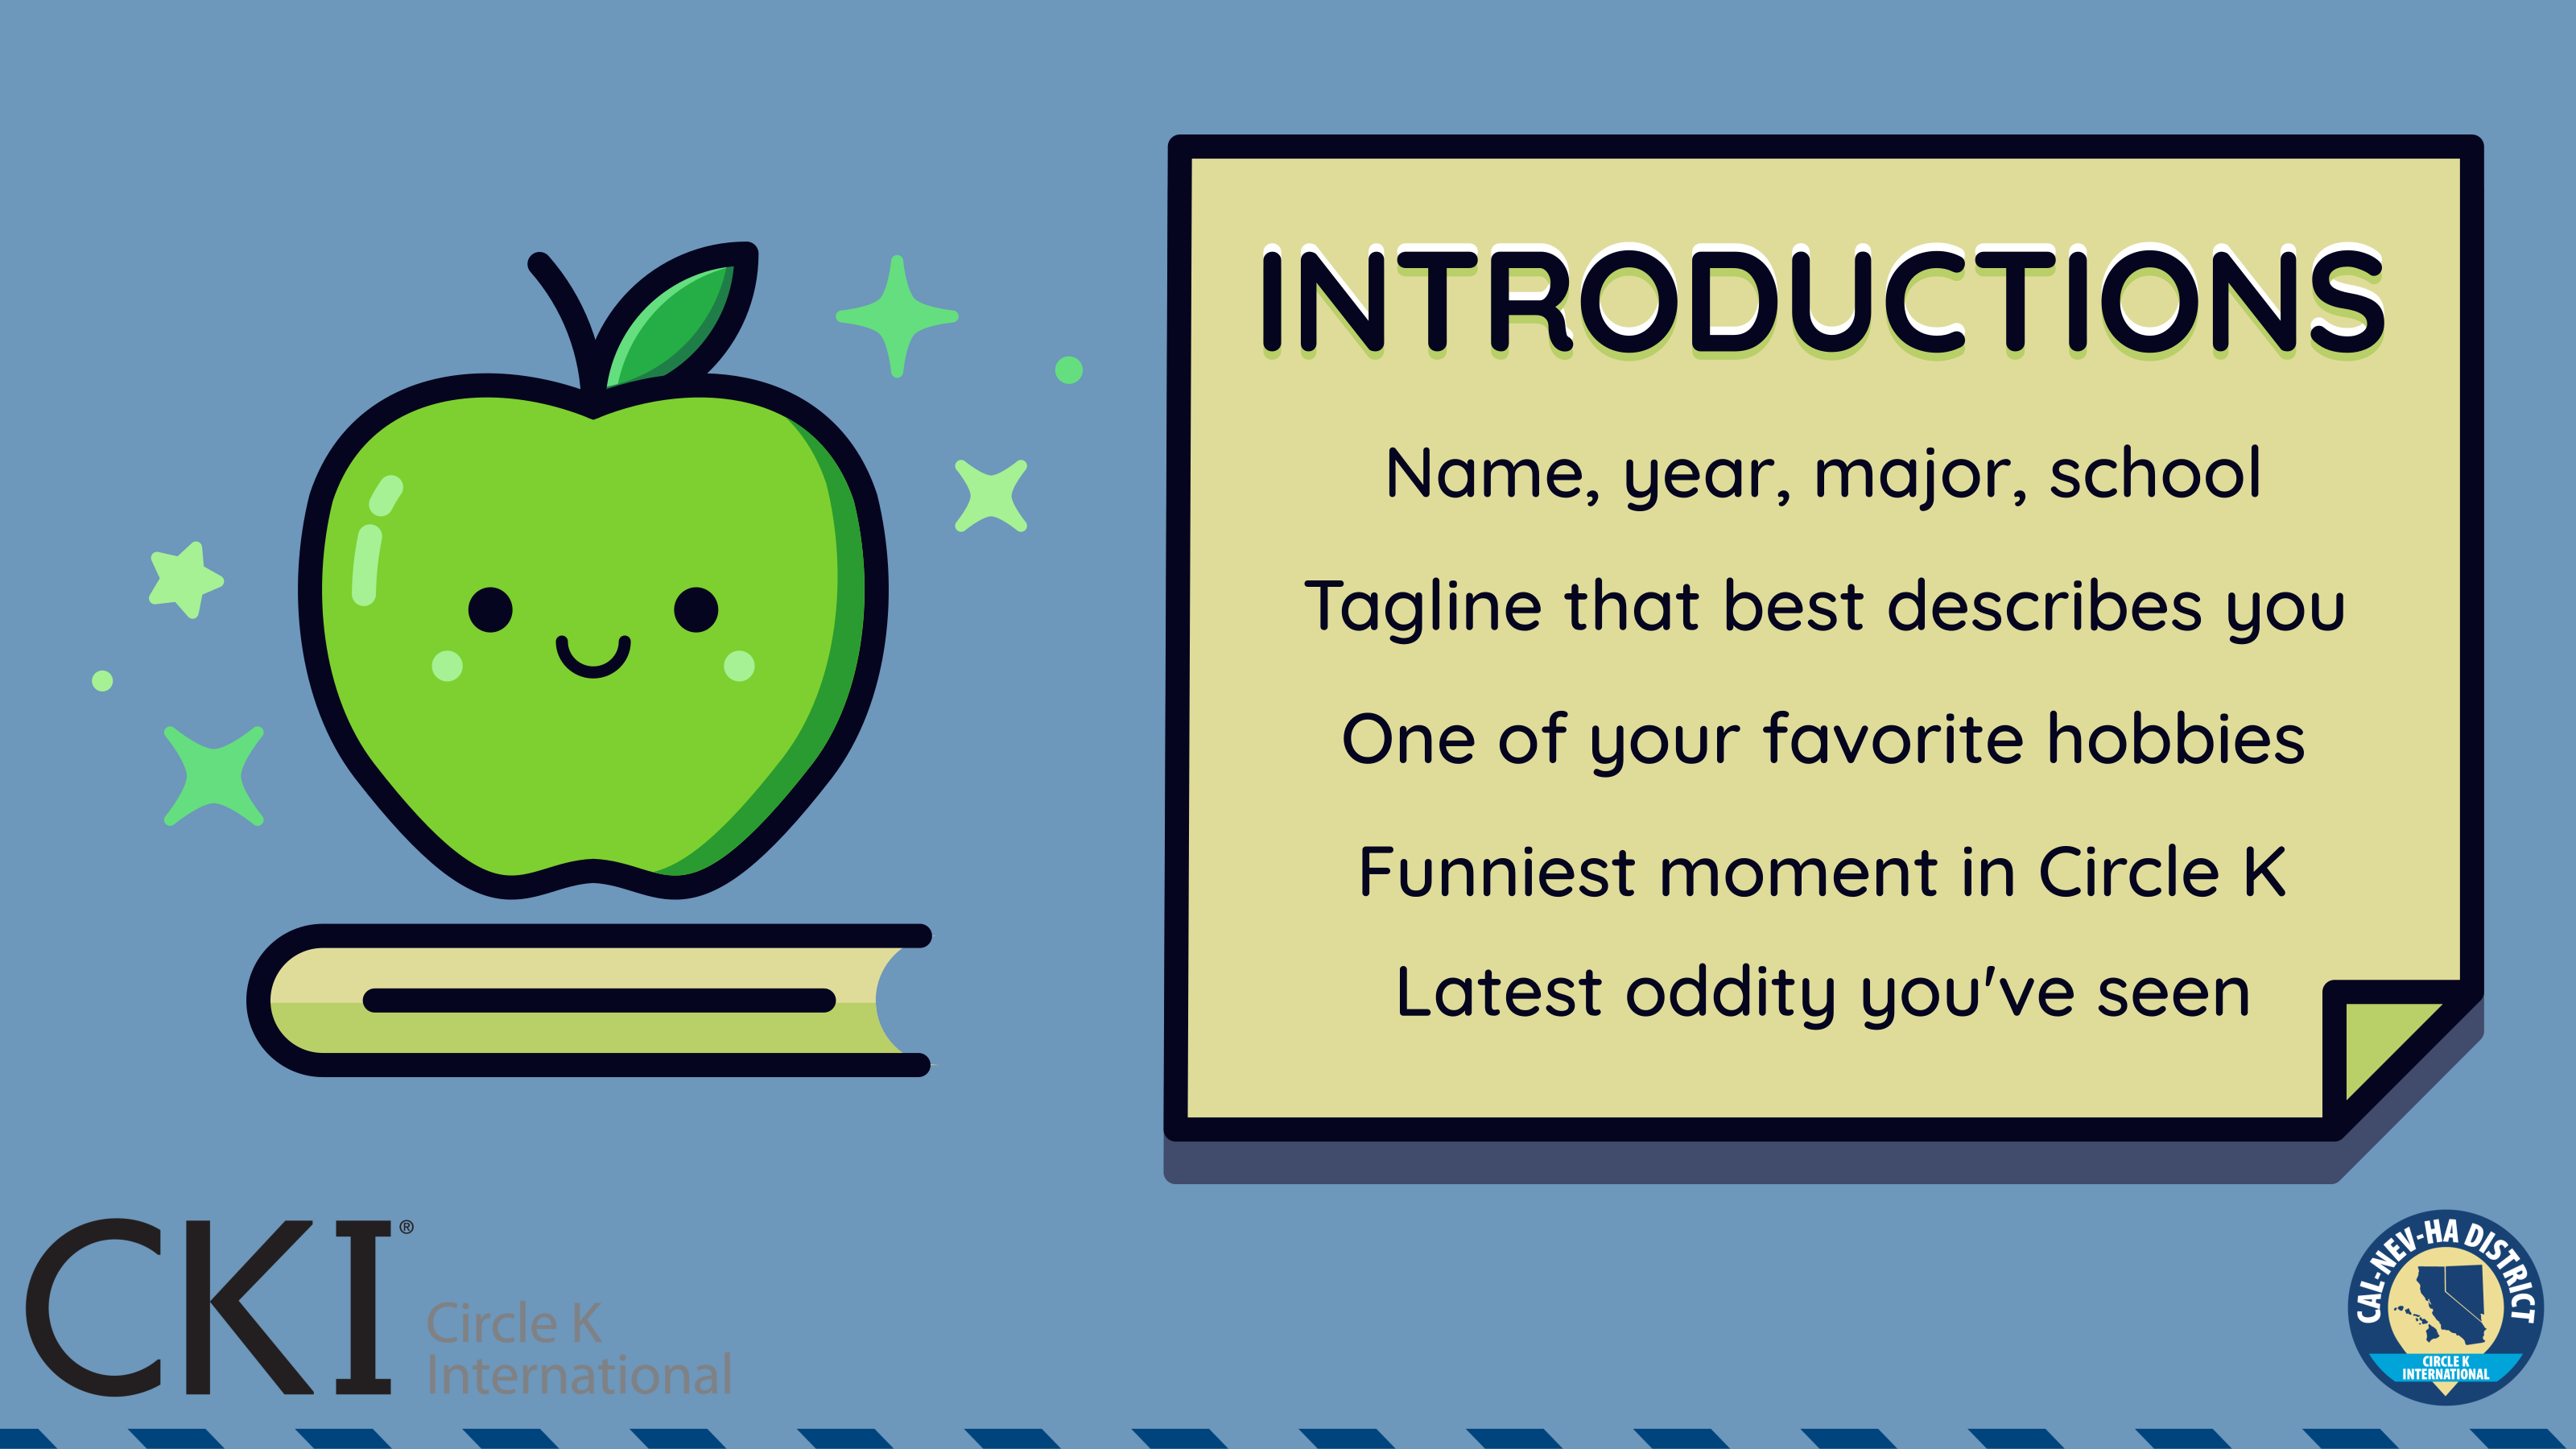 INTRODUCTIONS
Name, year, major, school
Tagline that best describes you
One of your favorite hobbies
Funniest moment in Circle K
Latest oddity you've seen
CKI®
Circle K
International
CAL-NEV-HA DISTRICT
CIRCLE K
INTERNATIONAL